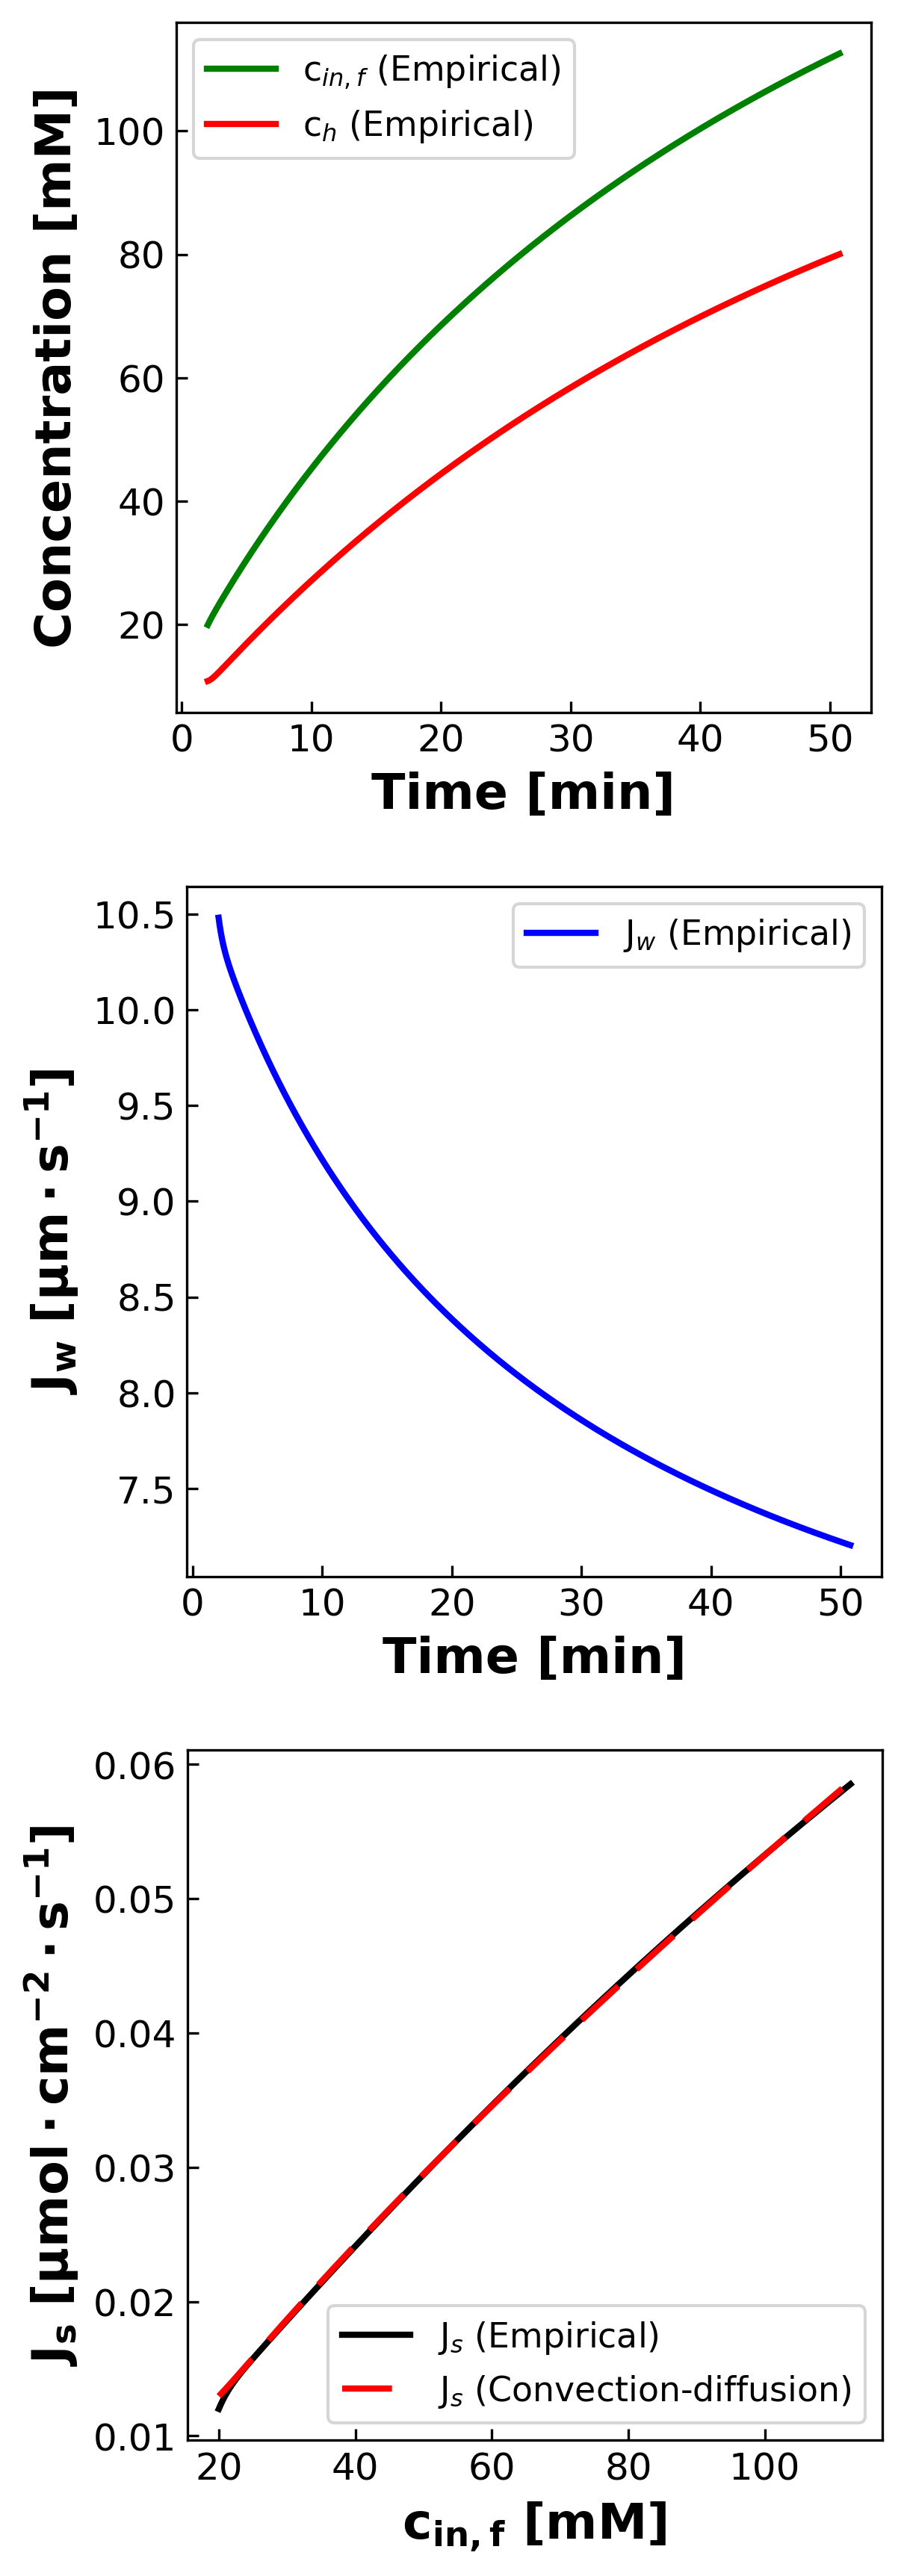 c_{in,f} (Empirical)
c_h (Empirical)
Concentration [mM]
100
80
60
40
20
0 10 20 30 40 50
Time [min]
J_w (Empirical)
J_w [µm · s^{−1}]
10.5
10.0
9.5
9.0
8.5
8.0
7.5
0 10 20 30 40 50
Time [min]
J_s [µmol · cm^{−2} · s^{−1}]
0.06
0.05
0.04
0.03
0.02
0.01
J_s (Empirical)
J_s (Convection-diffusion)
20 40 60 80 100
c_{in,f} [mM]